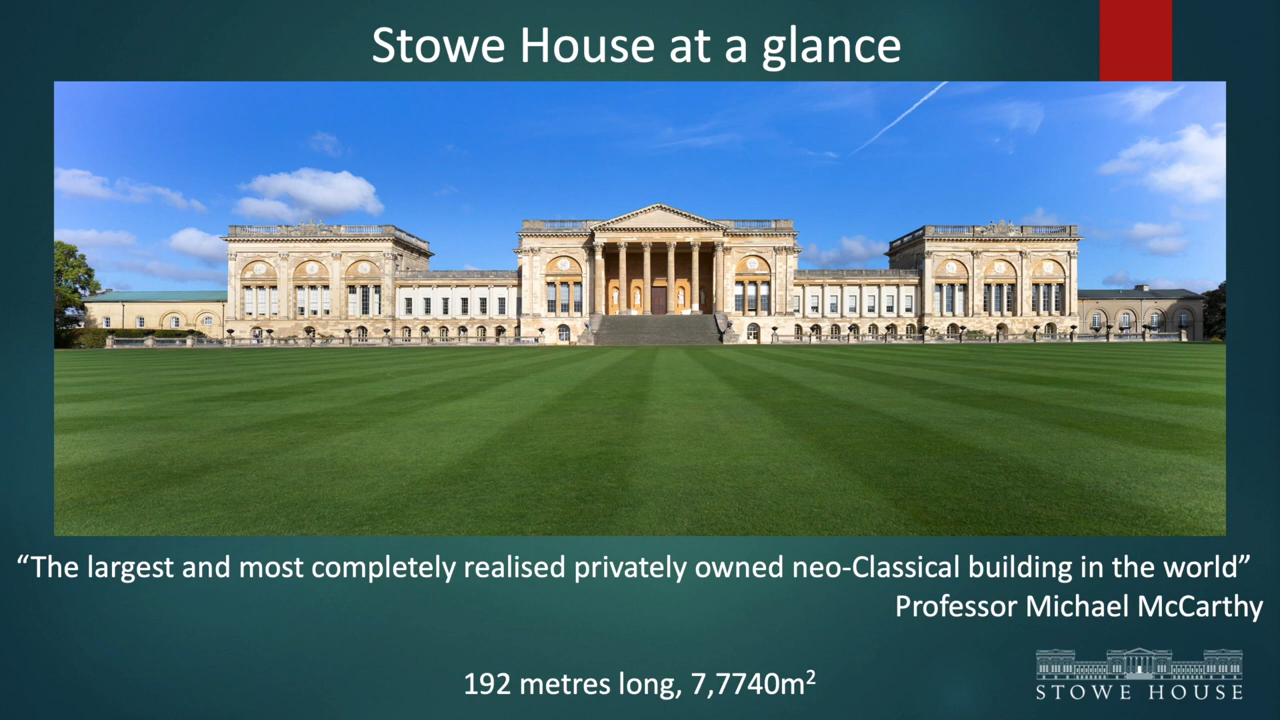 Stowe House at a glance
“The largest and most completely realised privately owned neo-Classical building in the world”
Professor Michael McCarthy
192 metres long, 7,7740m²
STOWE HOUSE